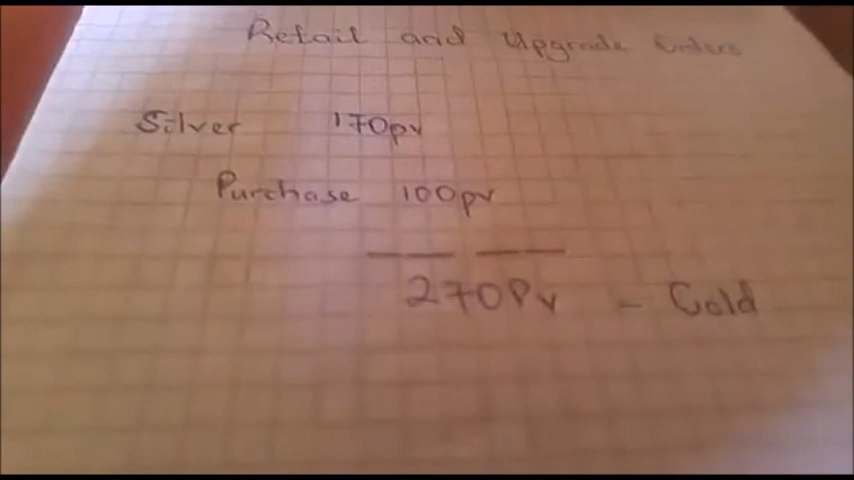 Retail and Upgrade Orders
Silver 170pv
Purchase 100pv
270Pv - Gold